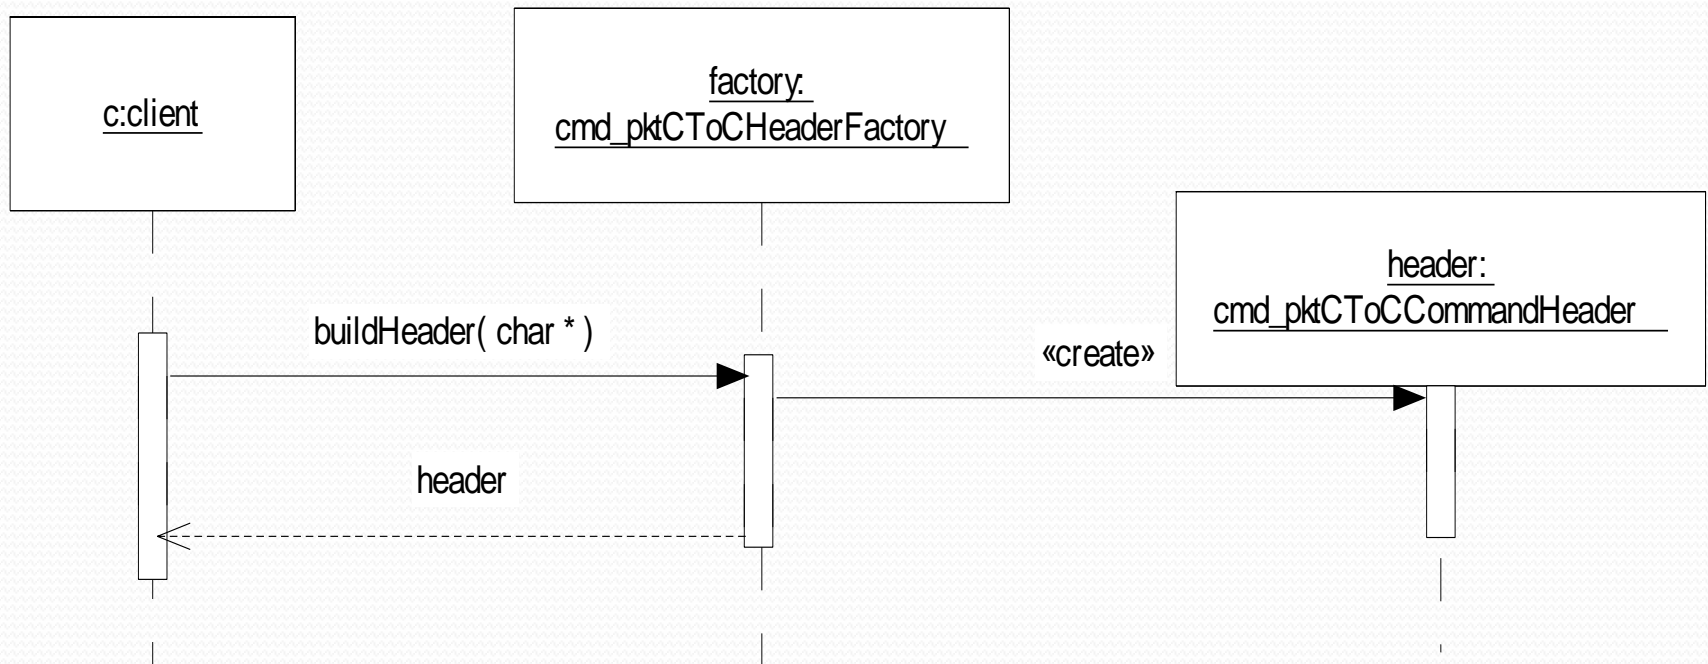 c:client
factory:
cmd_pktCToCHeaderFactory
header:
cmd_pktCToCCommandHeader
buildHeader( char * )
«create»
header